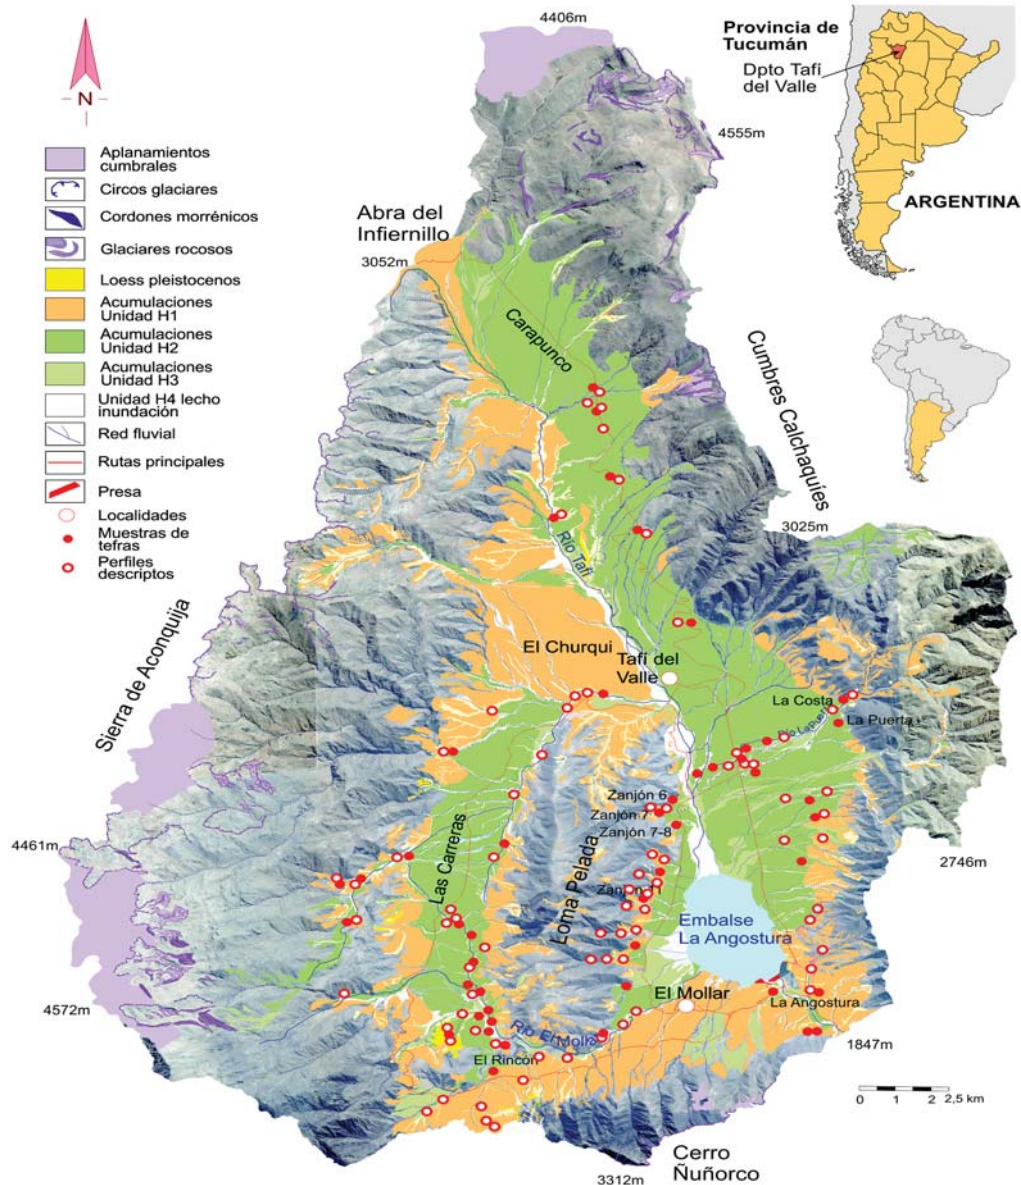 4406m
Provincia de
Tucumán
Dpto Tafí
del Valle
ARGENTINA
N
4555m
Aplanamientos
cumbrales
Circos glaciares
Cordones morrénicos
Glaciares rocosos
Loess pleistocenos
Acumulaciones
Unidad H1
Acumulaciones
Unidad H2
Acumulaciones
Unidad H3
Unidad H4 lecho
inundación
Red fluvial
Rutas principales
Presa
Localidades
Muestras de
tefras
Perfiles
descriptos
Abra del
Infiernillo
3052m
Carapunco
Cumbres Calchaquíes
3025m
Río Tafí
Sierra de Aconquija
El Churqui
Tafí del
Valle
La Costa
Río La Puerta
La Puerta
Zanjón 6
Zanjón 7
Zanjón 7-8
4461m
2746m
Las Carreras
Loma Pelada
Zanjón 11
Embalse
La Angostura
El Mollar
La Angostura
4572m
Río El Mollar
El Rincón
1847m
0 1 2 2,5 km
Cerro
Ñuñorco
3312m